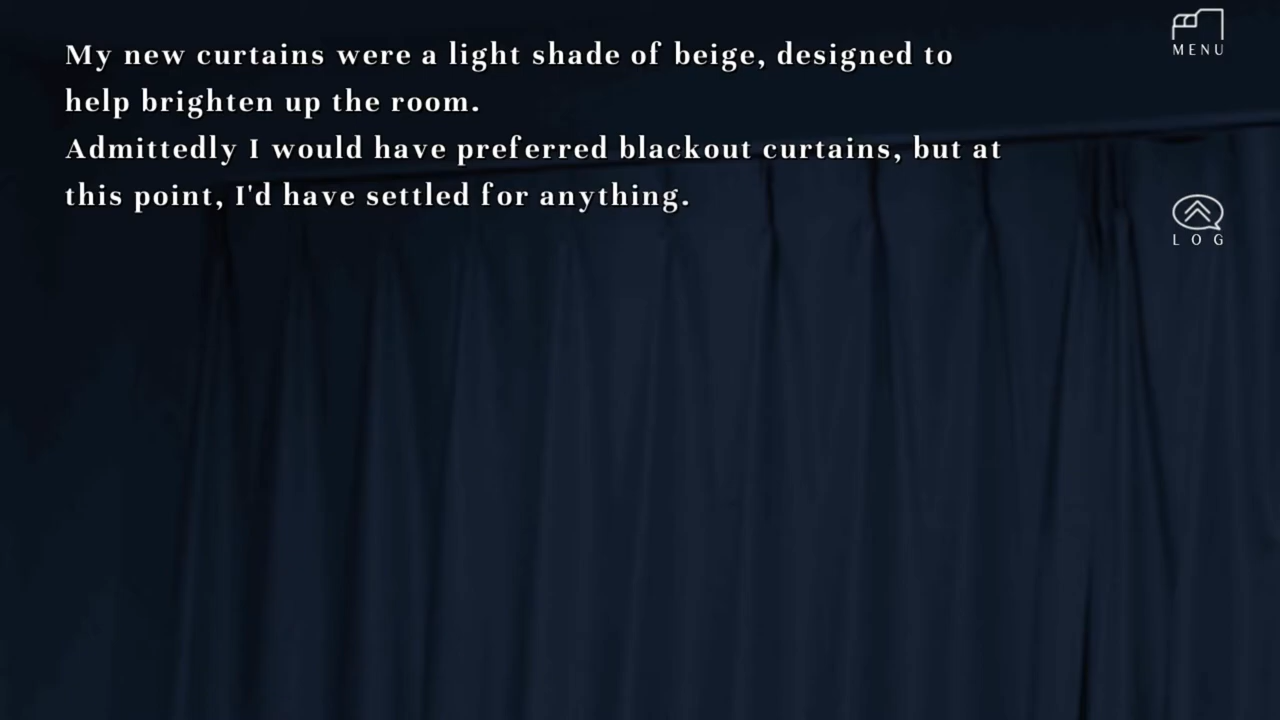 My new curtains were a light shade of beige, designed to
help brighten up the room.
Admittedly I would have preferred blackout curtains, but at
this point, I'd have settled for anything.
MENU
LOG